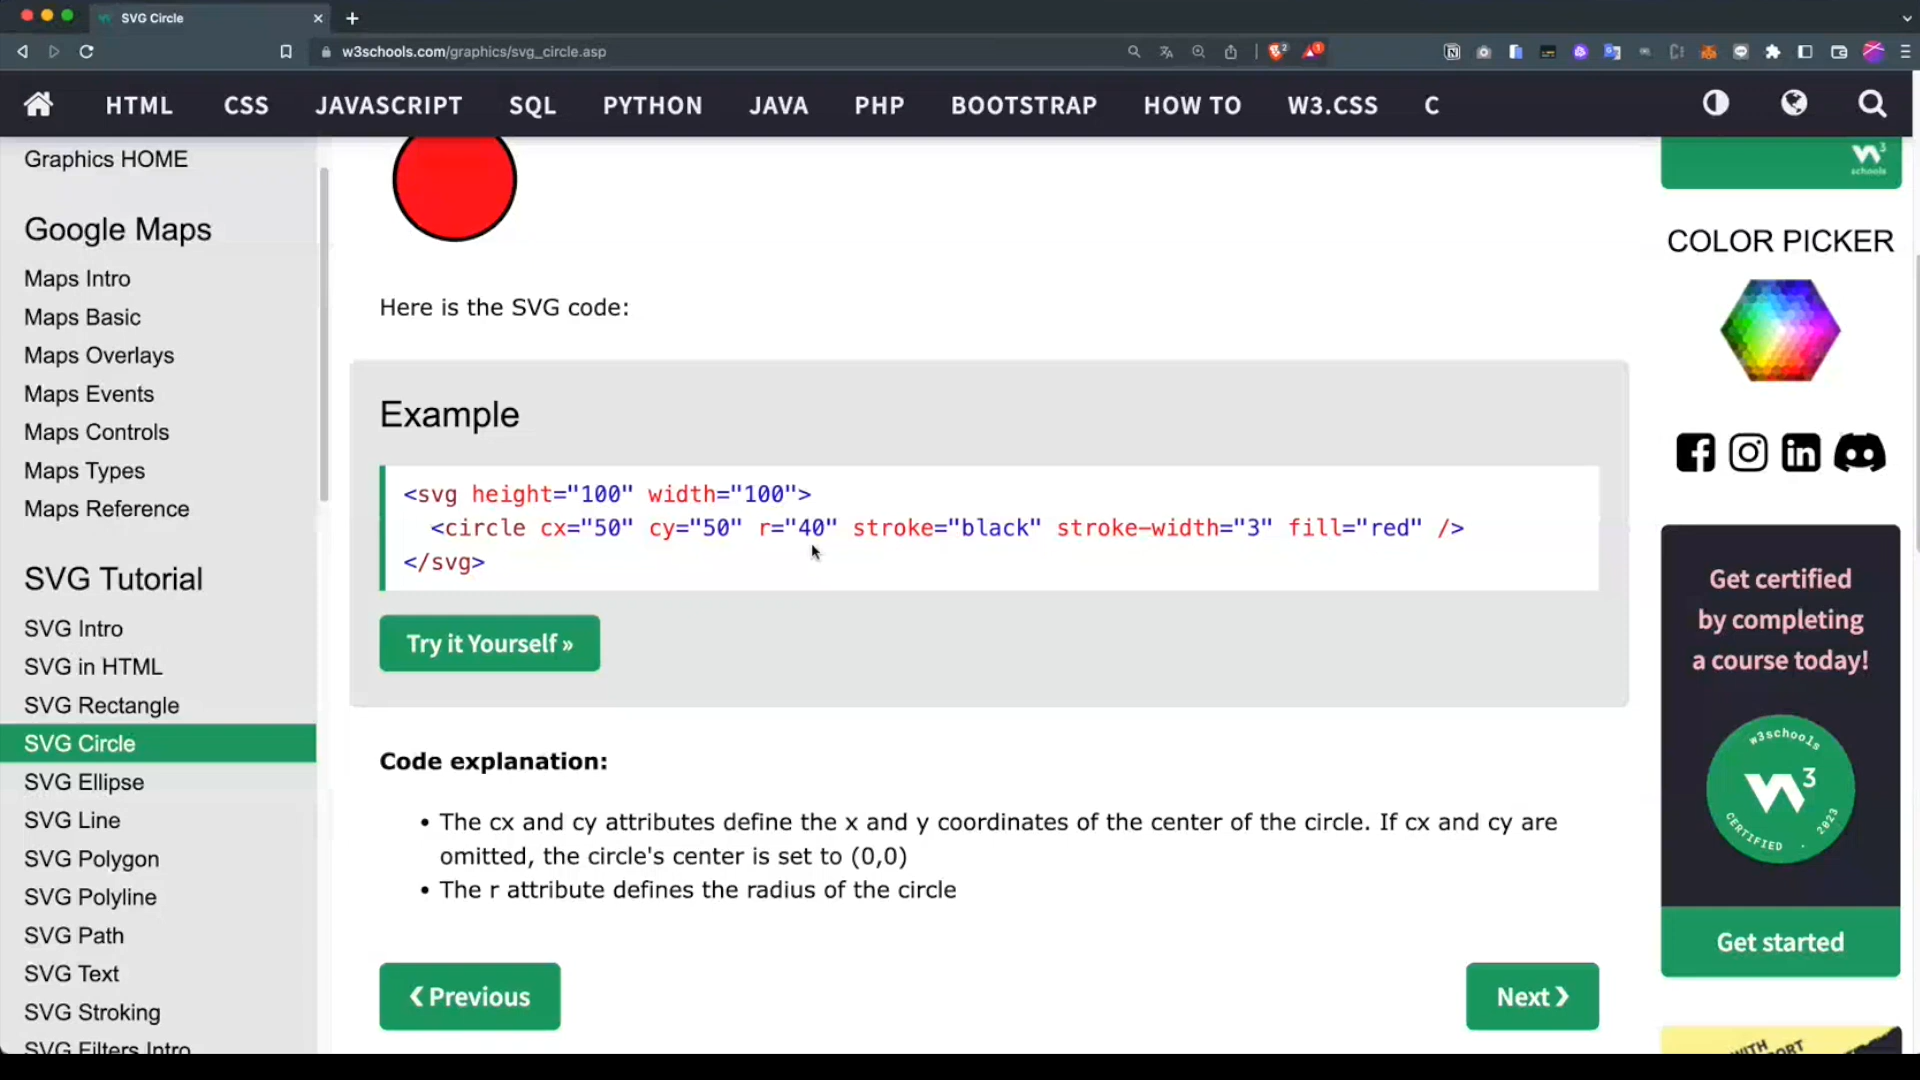 SVG Circle
w3schools.com/graphics/svg_circle.asp
HTML CSS JAVASCRIPT SQL PYTHON JAVA PHP BOOTSTRAP HOW TO W3.CSS C
Graphics HOME
Google Maps
Maps Intro
Maps Basic
Maps Overlays
Maps Events
Maps Controls
Maps Types
Maps Reference
SVG Tutorial
SVG Intro
SVG in HTML
SVG Rectangle
SVG Circle
SVG Ellipse
SVG Line
SVG Polygon
SVG Polyline
SVG Path
SVG Text
SVG Stroking
SVG Filters Intro
Here is the SVG code:
Example
<svg height="100" width="100">
<circle cx="50" cy="50" r="40" stroke="black" stroke-width="3" fill="red" />
</svg>
Try it Yourself »
Code explanation:
• The cx and cy attributes define the x and y coordinates of the center of the circle. If cx and cy are
omitted, the circle's center is set to (0,0)
• The r attribute defines the radius of the circle
❮ Previous
Next ❯
W3
schools
COLOR PICKER
Get certified
by completing
a course today!
w3schools
W3
CERTIFIED . 2023
Get started
WITH